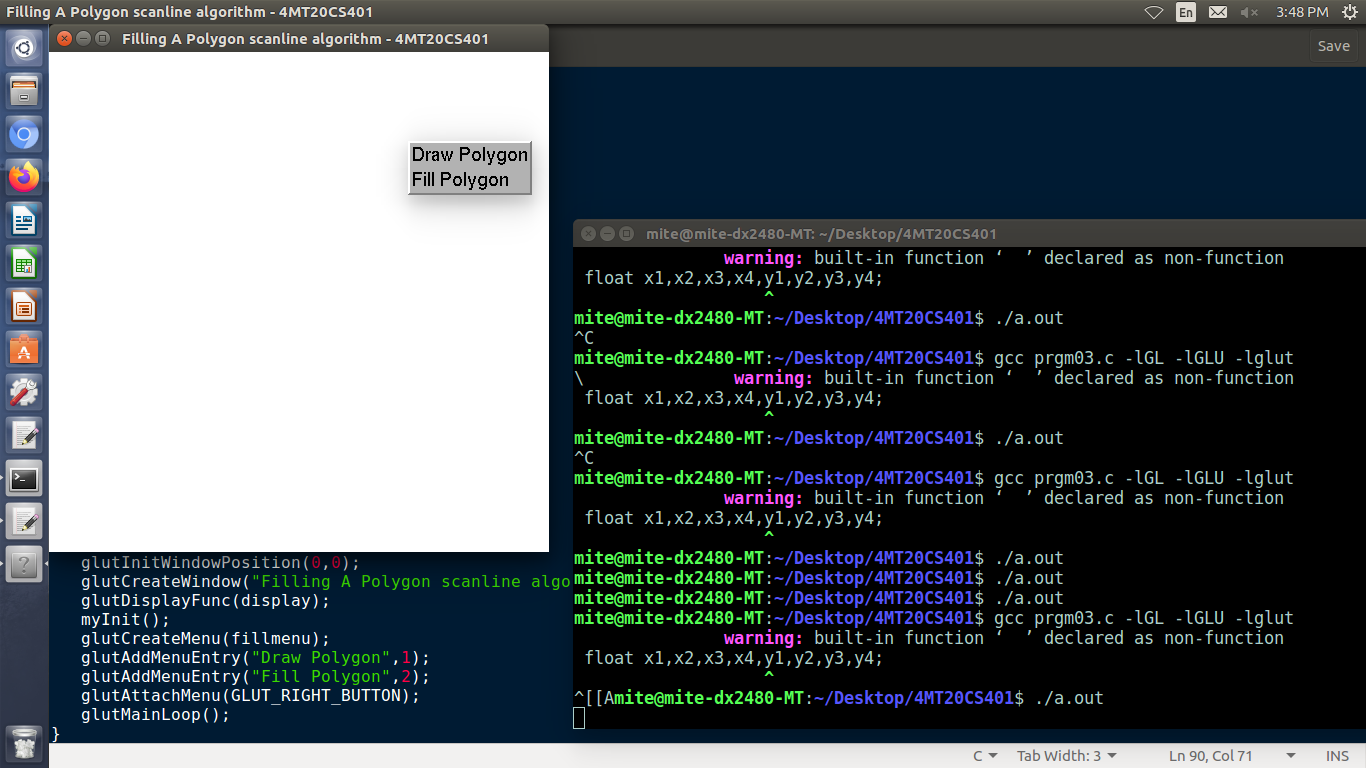 Filling A Polygon scanline algorithm - 4MT20CS401
En
3:48 PM
Filling A Polygon scanline algorithm - 4MT20CS401
Save
Draw Polygon
Fill Polygon
glutInitWindowPosition(0,0);
glutCreateWindow("Filling A Polygon scanline algo
glutDisplayFunc(display);
myInit();
glutCreateMenu(fillmenu);
glutAddMenuEntry("Draw Polygon",1);
glutAddMenuEntry("Fill Polygon",2);
glutAttachMenu(GLUT_RIGHT_BUTTON);
glutMainLoop();
}
mite@mite-dx2480-MT: ~/Desktop/4MT20CS401
warning: built-in function ‘  ’ declared as non-function
float x1,x2,x3,x4,y1,y2,y3,y4;
^
mite@mite-dx2480-MT:~/Desktop/4MT20CS401$ ./a.out
^C
mite@mite-dx2480-MT:~/Desktop/4MT20CS401$ gcc prgm03.c -lGL -lGLU -lglut
\ warning: built-in function ‘  ’ declared as non-function
float x1,x2,x3,x4,y1,y2,y3,y4;
^
mite@mite-dx2480-MT:~/Desktop/4MT20CS401$ ./a.out
^C
mite@mite-dx2480-MT:~/Desktop/4MT20CS401$ gcc prgm03.c -lGL -lGLU -lglut
warning: built-in function ‘  ’ declared as non-function
float x1,x2,x3,x4,y1,y2,y3,y4;
^
mite@mite-dx2480-MT:~/Desktop/4MT20CS401$ ./a.out
mite@mite-dx2480-MT:~/Desktop/4MT20CS401$ ./a.out
mite@mite-dx2480-MT:~/Desktop/4MT20CS401$ ./a.out
mite@mite-dx2480-MT:~/Desktop/4MT20CS401$ gcc prgm03.c -lGL -lGLU -lglut
warning: built-in function ‘  ’ declared as non-function
float x1,x2,x3,x4,y1,y2,y3,y4;
^
^[[Amite@mite-dx2480-MT:~/Desktop/4MT20CS401$ ./a.out
C
Tab Width: 3
Ln 90, Col 71
INS